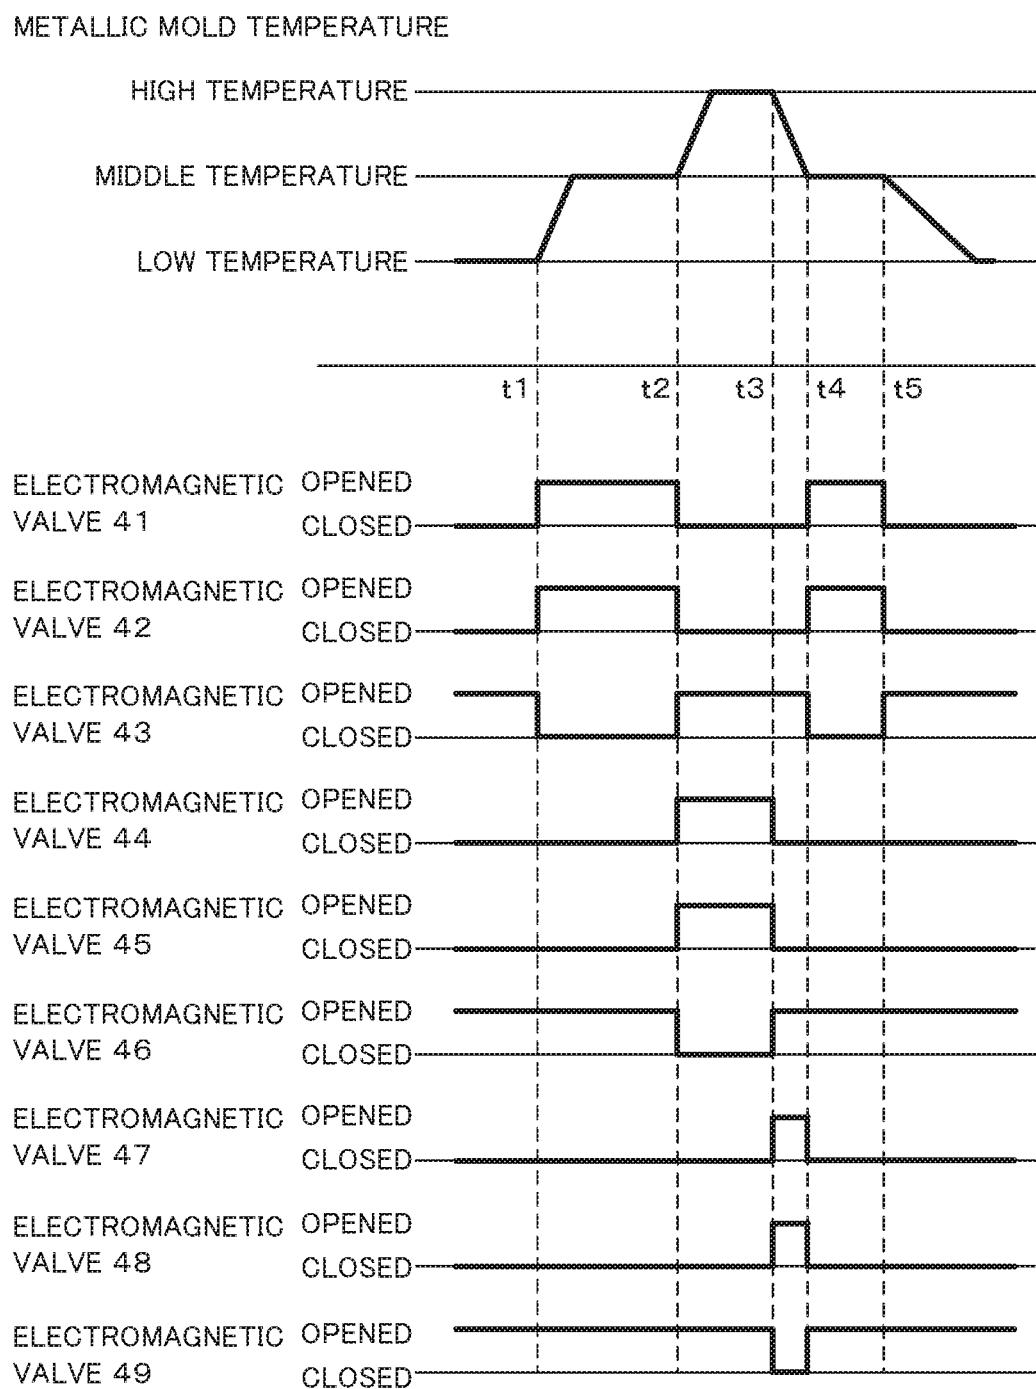 METALLIC MOLD TEMPERATURE
HIGH TEMPERATURE
MIDDLE TEMPERATURE
LOW TEMPERATURE
t1 t2 t3 t4 t5
ELECTROMAGNETIC OPENED
VALVE 41 CLOSED
ELECTROMAGNETIC OPENED
VALVE 42 CLOSED
ELECTROMAGNETIC OPENED
VALVE 43 CLOSED
ELECTROMAGNETIC OPENED
VALVE 44 CLOSED
ELECTROMAGNETIC OPENED
VALVE 45 CLOSED
ELECTROMAGNETIC OPENED
VALVE 46 CLOSED
ELECTROMAGNETIC OPENED
VALVE 47 CLOSED
ELECTROMAGNETIC OPENED
VALVE 48 CLOSED
ELECTROMAGNETIC OPENED
VALVE 49 CLOSED